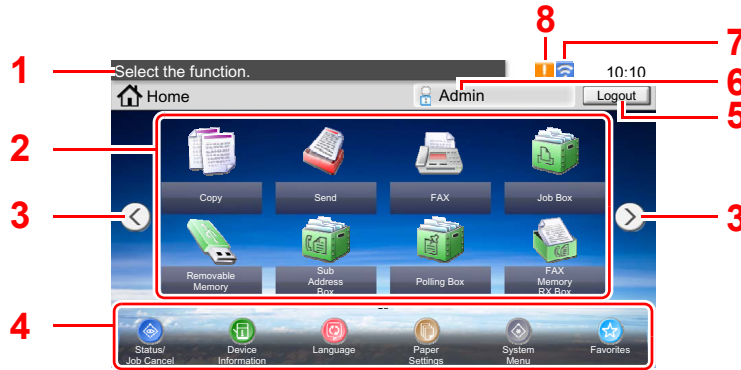 8
7
1
Select the function.
!
10:10
6
Home
Admin
Logout
5
2
Copy
Send
FAX
Job Box
3
3
Removable
Memory
Sub
Address
Box
Polling Box
FAX
Memory
RX Box
4
Status/
Job Cancel
Device
Information
Language
Paper
Settings
System
Menu
Favorites